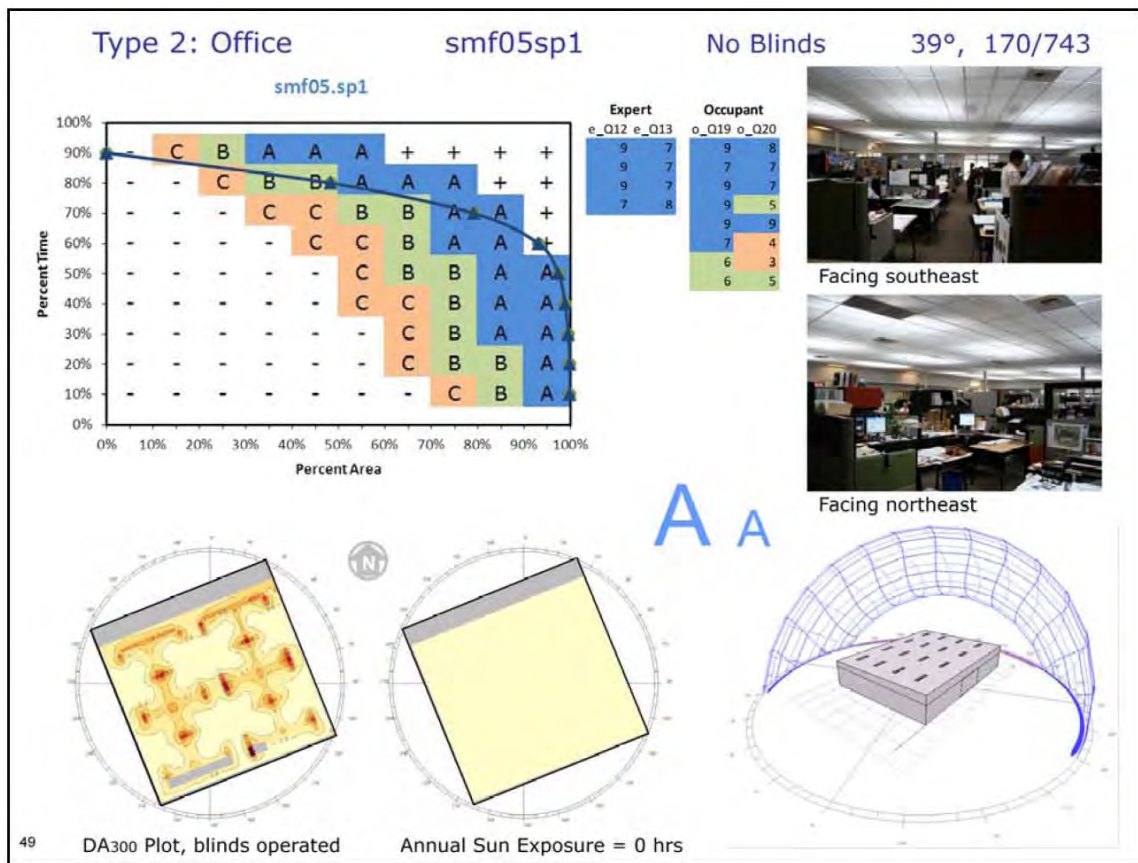 Type 2: Office smf05sp1 No Blinds 39°, 170/743
smf05.sp1
Percent Time
100%
90% - C B A A A + + + +
80% - - C B B A A A + +
70% - - - C C B B A A +
60% - - - - C C B A A +
50% - - - - - C B B A A
40% - - - - - C C B A A
30% - - - - - - C B A A
20% - - - - - - C B B A
10% - - - - - - - C B A
0%
0% 10% 20% 30% 40% 50% 60% 70% 80% 90% 100%
Percent Area
Expert Occupant
e_Q12 e_Q13 o_Q19 o_Q20
9 7 9 8
9 7 7 7
9 7 9 7
7 8 9 5
9 9
7 4
6 3
6 5
Facing southeast
Facing northeast
A A
N
49 DA300 Plot, blinds operated Annual Sun Exposure = 0 hrs